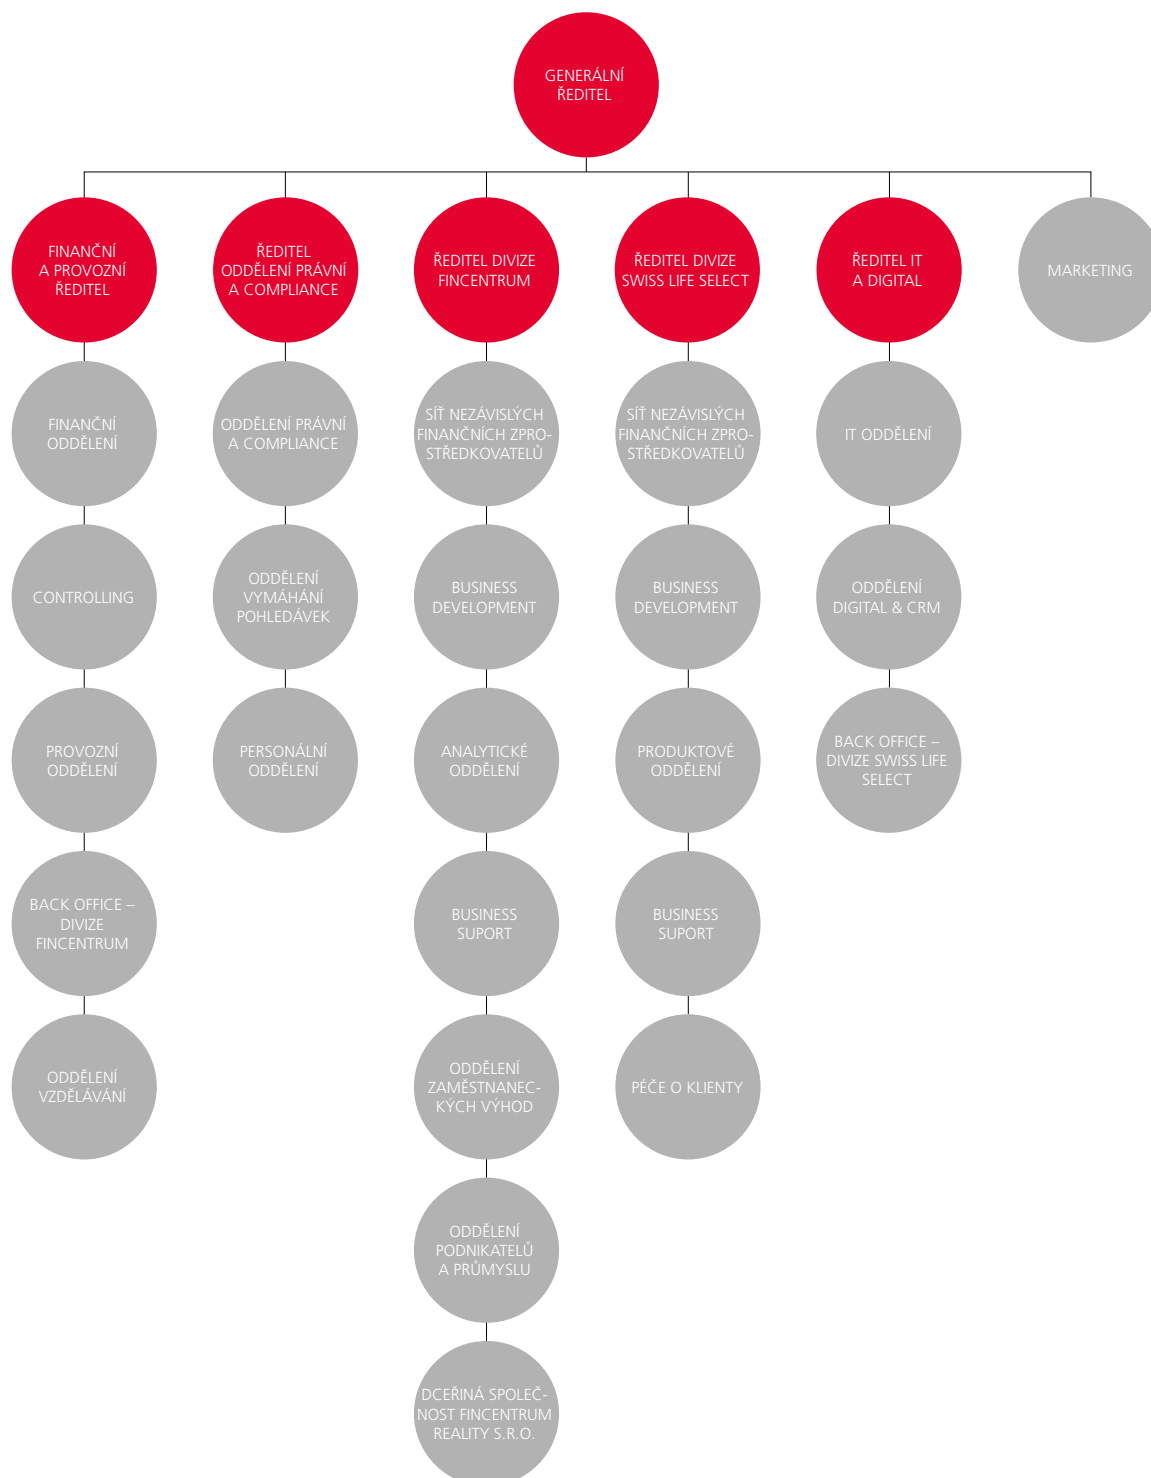 GENERÁLNÍ
ŘEDITEL
FINANČNÍ
A PROVOZNÍ
ŘEDITEL
ŘEDITEL
ODDĚLENÍ PRÁVNÍ
A COMPLIANCE
ŘEDITEL DIVIZE
FINCENTRUM
ŘEDITEL DIVIZE
SWISS LIFE SELECT
ŘEDITEL IT
A DIGITAL
MARKETING
FINANČNÍ
ODDĚLENÍ
ODDĚLENÍ PRÁVNÍ
A COMPLIANCE
SÍŤ NEZÁVISLÝCH
FINANČNÍCH ZPRO-
STŘEDKOVATELŮ
SÍŤ NEZÁVISLÝCH
FINANČNÍCH ZPRO-
STŘEDKOVATELŮ
IT ODDĚLENÍ
CONTROLLING
ODDĚLENÍ
VYMÁHÁNÍ
POHLEDÁVEK
BUSINESS
DEVELOPMENT
BUSINESS
DEVELOPMENT
ODDĚLENÍ
DIGITAL & CRM
PROVOZNÍ
ODDĚLENÍ
PERSONÁLNÍ
ODDĚLENÍ
ANALYTICKÉ
ODDĚLENÍ
PRODUKTOVÉ
ODDĚLENÍ
BACK OFFICE –
DIVIZE SWISS LIFE
SELECT
BACK OFFICE –
DIVIZE
FINCENTRUM
BUSINESS
SUPORT
BUSINESS
SUPORT
ODDĚLENÍ
VZDĚLÁVÁNÍ
ODDĚLENÍ
ZAMĚSTNANEC-
KÝCH VÝHOD
PÉČE O KLIENTY
ODDĚLENÍ
PODNIKATELŮ
A PRŮMYSLU
DCEŘINÁ SPOLEČ-
NOST FINCENTRUM
REALITY S.R.O.